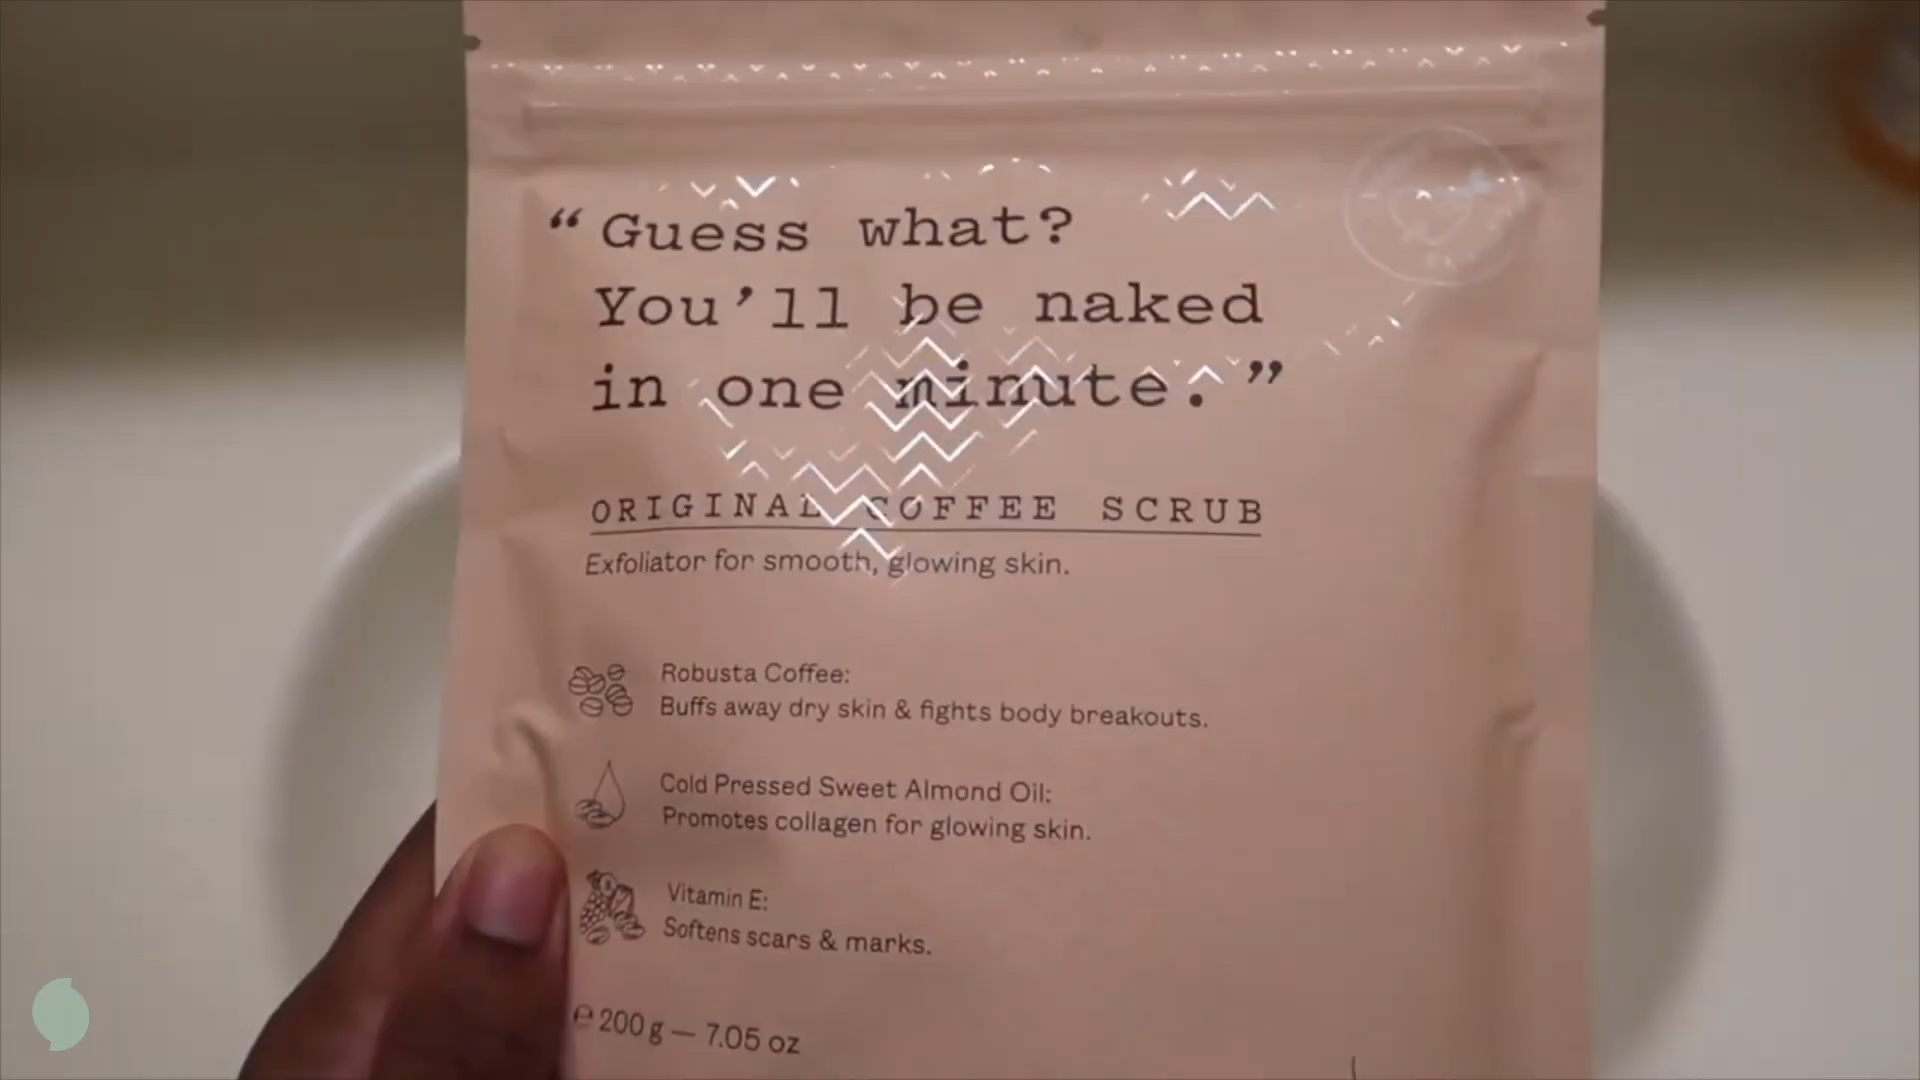 “Guess what?
You’ll be naked
in one minute.”
ORIGINAL COFFEE SCRUB
Exfoliator for smooth, glowing skin.
Robusta Coffee:
Buffs away dry skin & fights body breakouts.
Cold Pressed Sweet Almond Oil:
Promotes collagen for glowing skin.
Vitamin E:
Softens scars & marks.
℮ 200 g — 7.05 oz